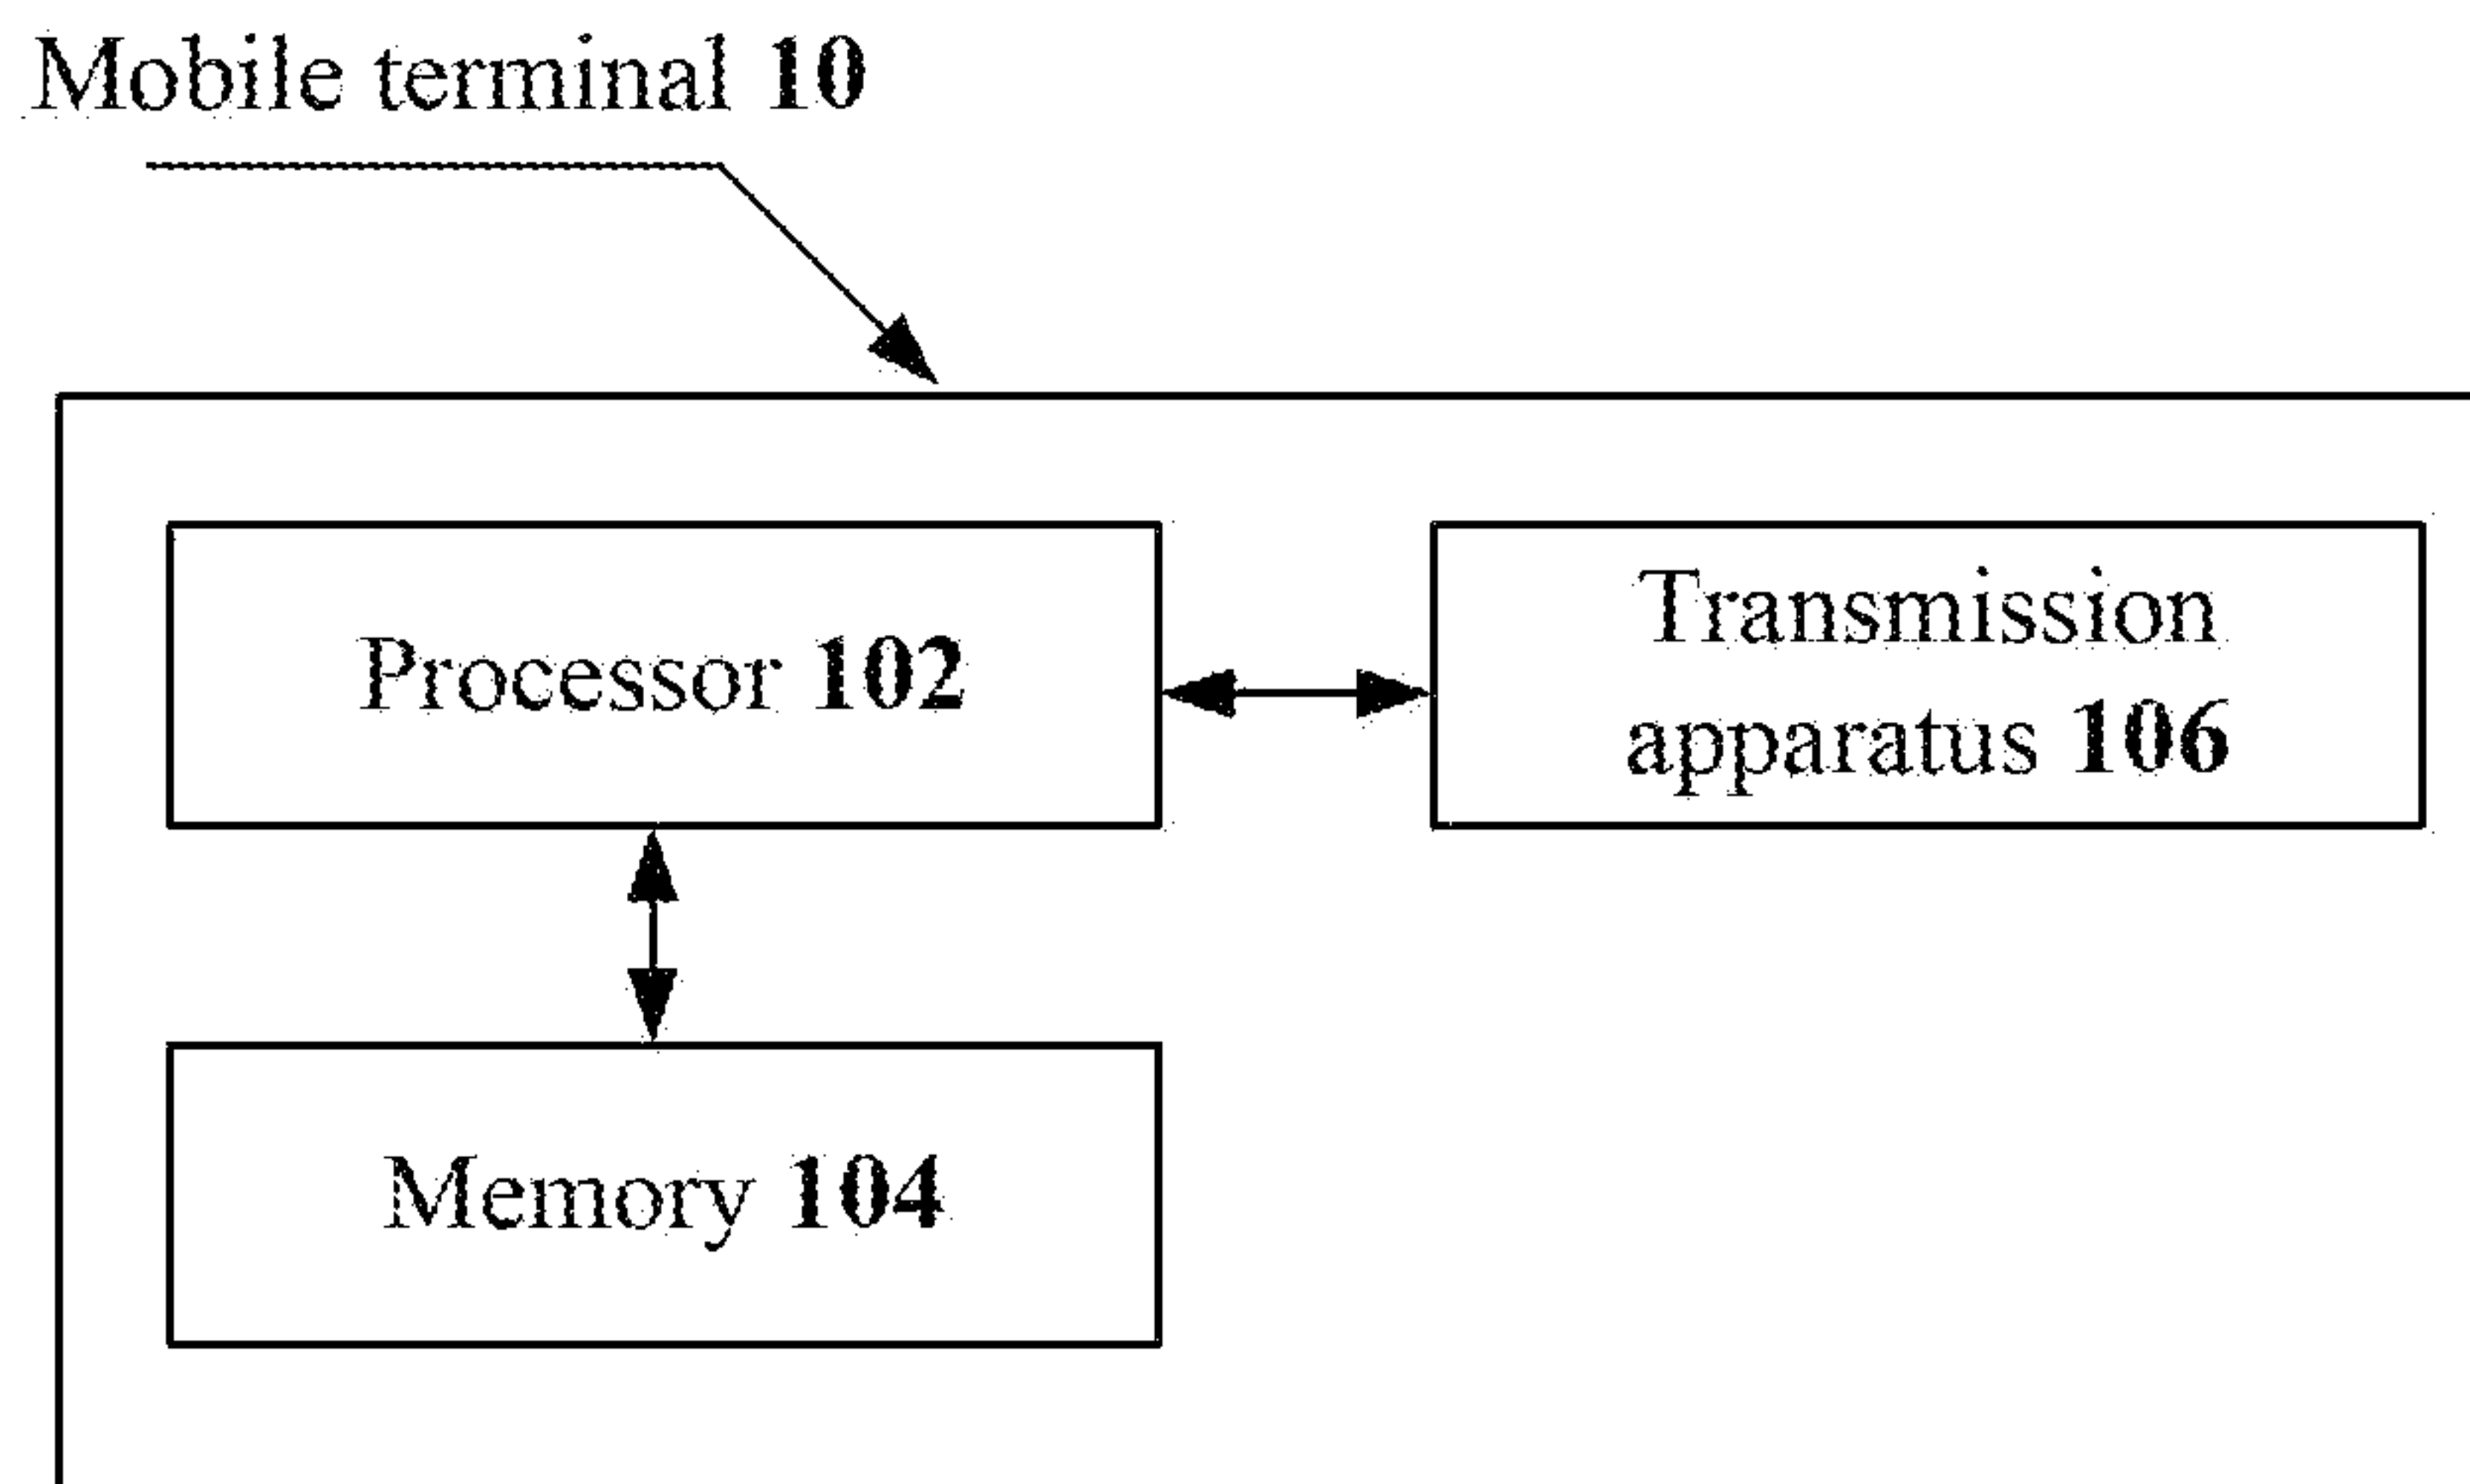 Mobile terminal 10
Processor 102
Transmission
apparatus 106
Memory 104